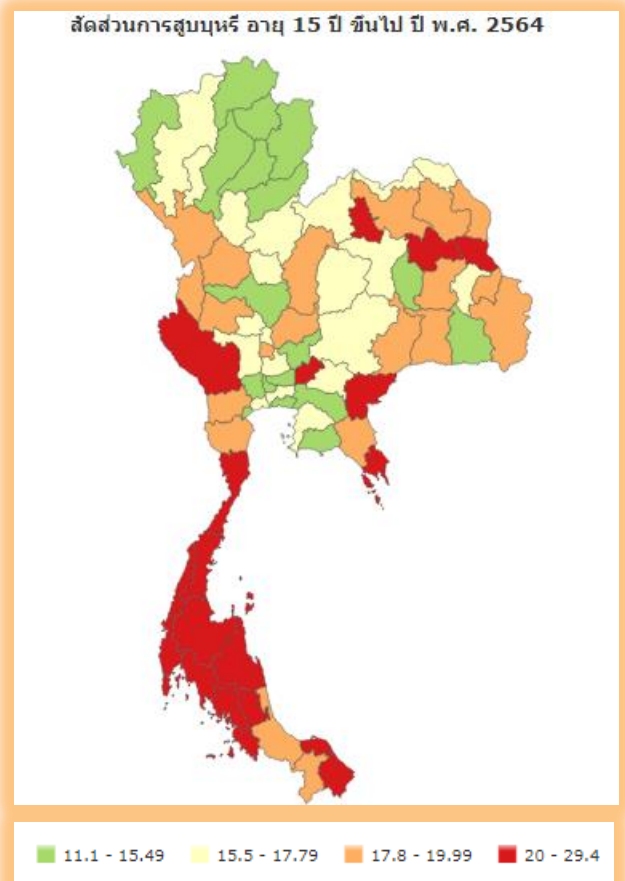 สัดส่วนการสูบบุหรี่ อายุ 15 ปี ขึ้นไป ปี พ.ศ. 2564
11.1 - 15.49 15.5 - 17.79 17.8 - 19.99 20 - 29.4